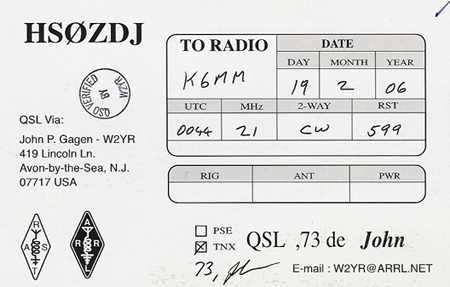 HSØZDJ
QSO VERIFIED BY W2YR
QSL Via:
John P. Gagen - W2YR
419 Lincoln Ln.
Avon-by-the-Sea, N.J.
07717 USA
TO RADIO
K6MM
DATE
DAY MONTH YEAR
19 2 06
UTC MHz 2-WAY RST
0044 21 CW 599
RIG ANT PWR
R A S T
A R R L
PSE
TNX
QSL ,73 de John
73,
E-mail : W2YR@ARRL.NET